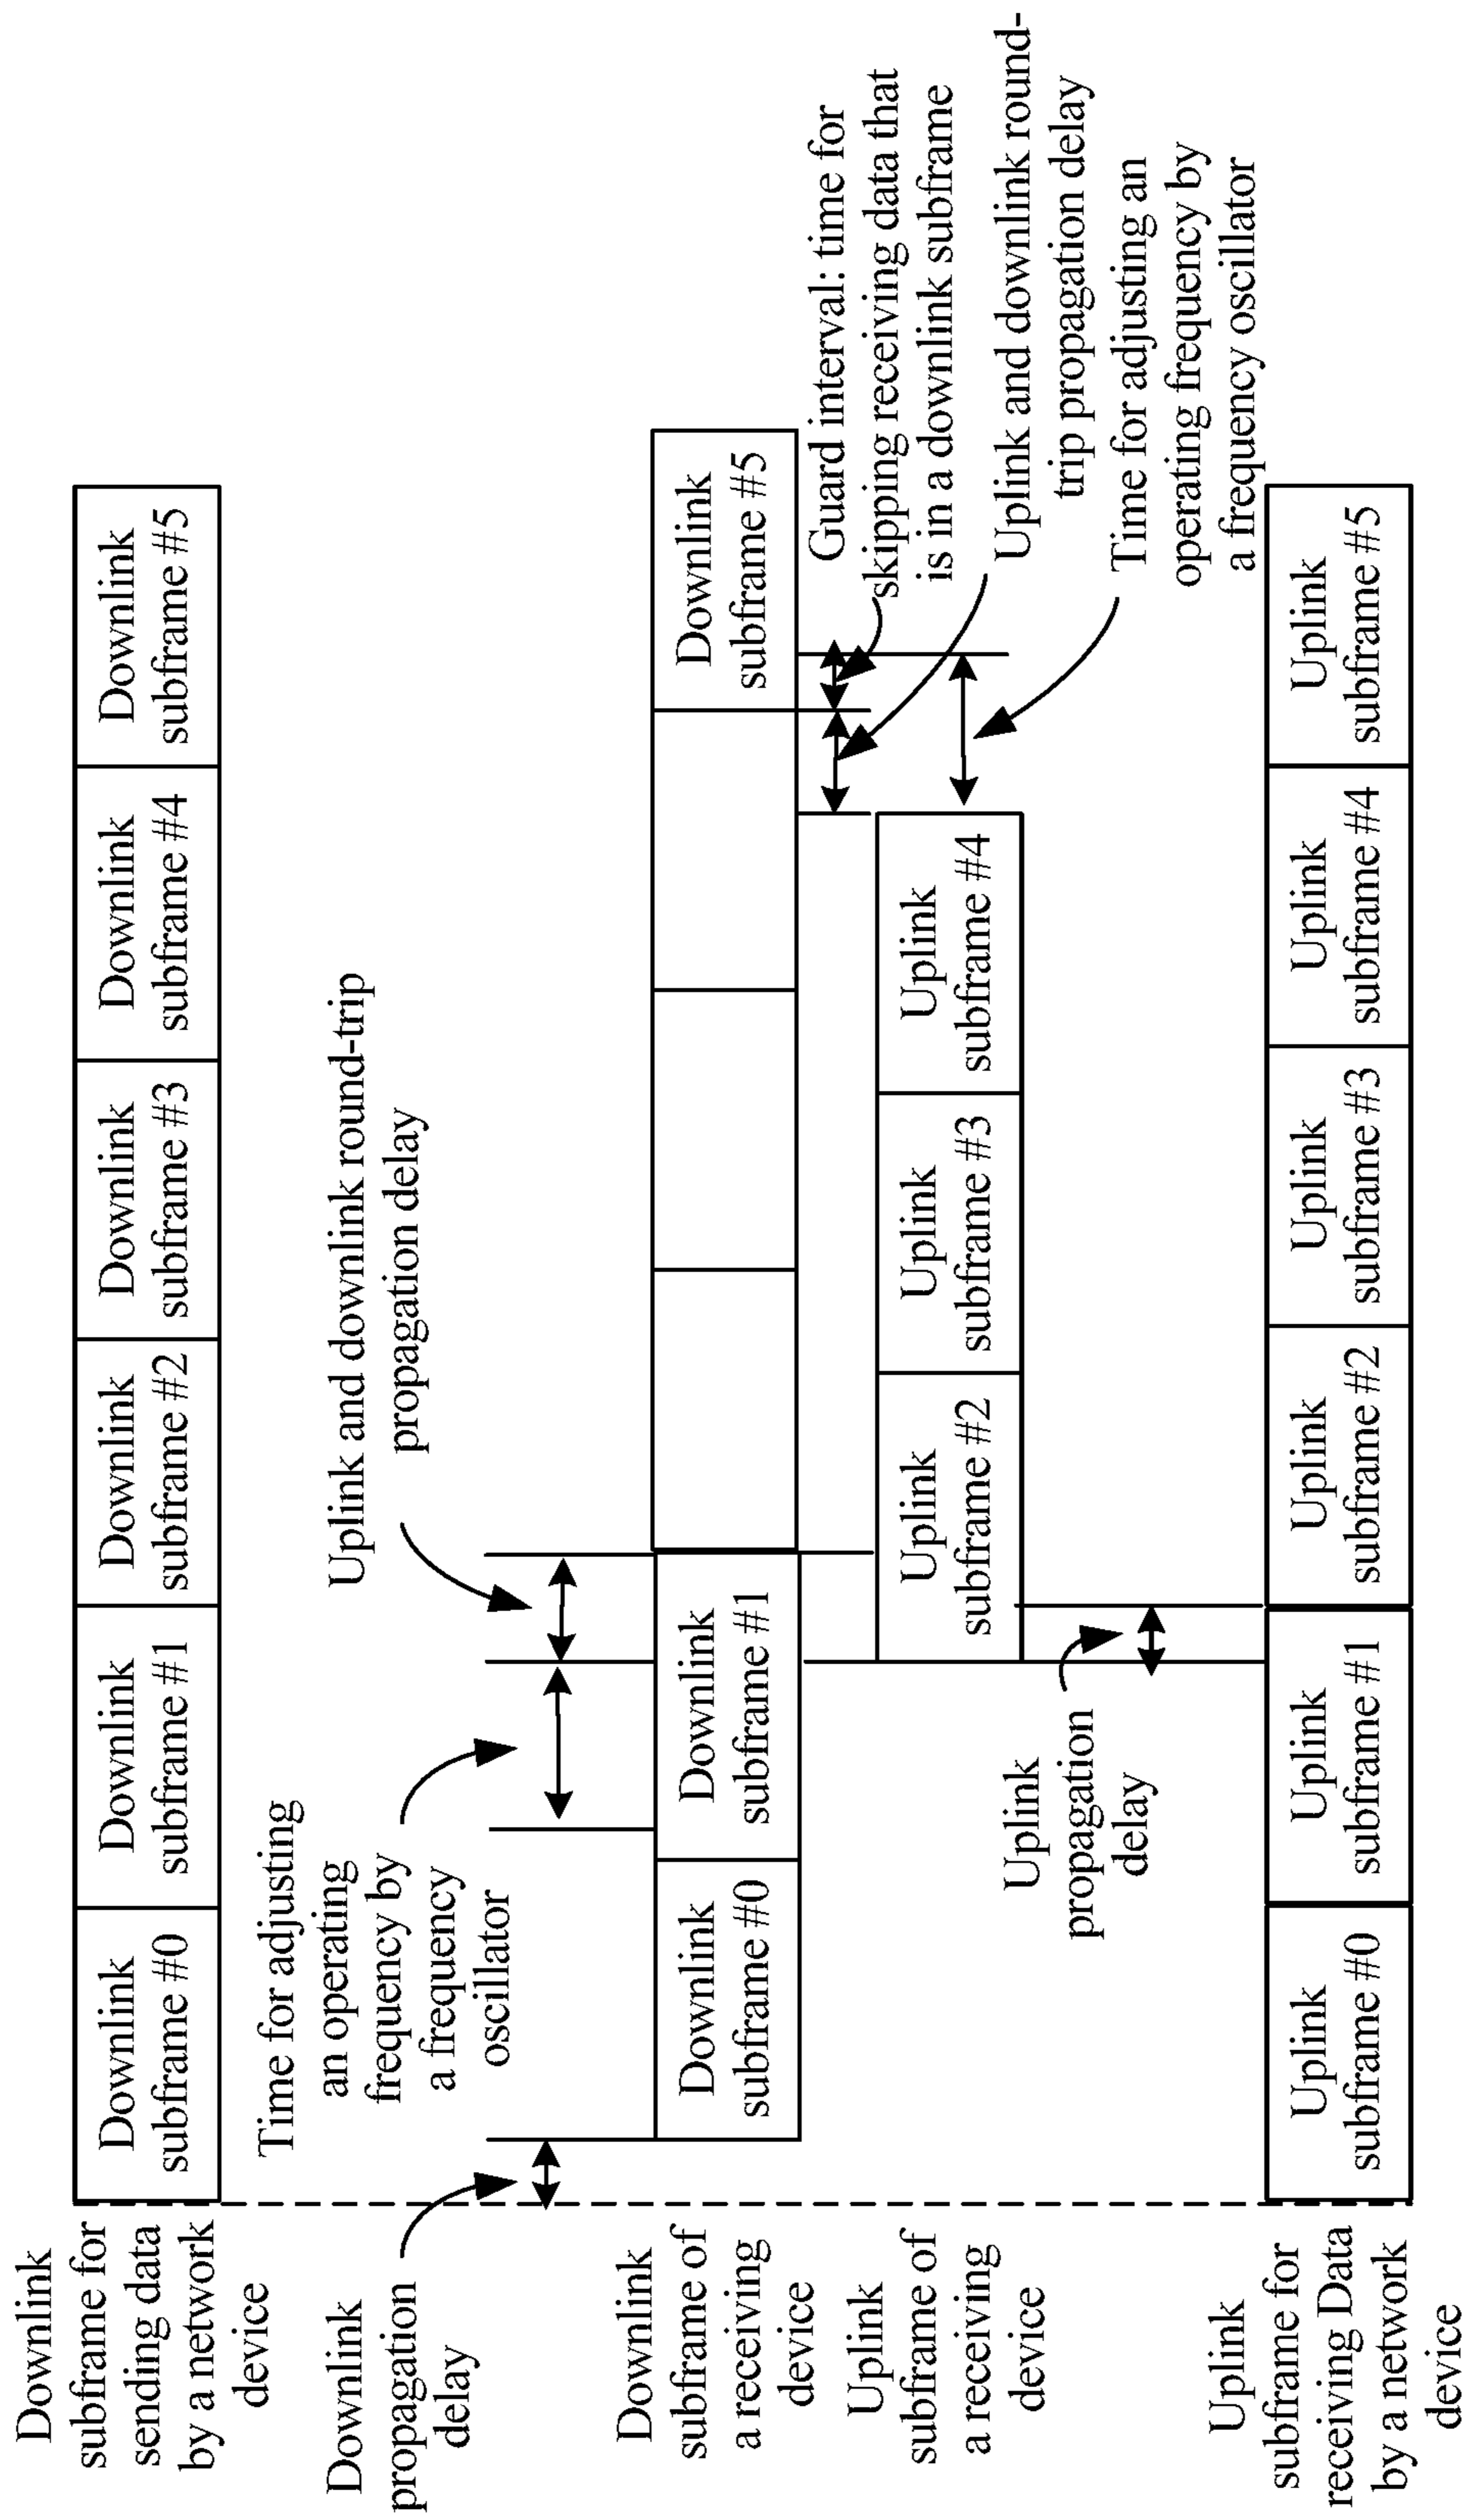 Downlink
subframe for
sending data
by a network
device
Downlink
subframe #0
Downlink
subframe #1
Downlink
subframe #2
Downlink
subframe #3
Downlink
subframe #4
Downlink
subframe #5
Downlink
propagation
delay
Time for adjusting
an operating
frequency by
a frequency
oscillator
Uplink and downlink round-trip
propagation delay
Downlink
subframe of
a receiving
device
Downlink
subframe #0
Downlink
subframe #1
Downlink
subframe #5
Guard interval: time for
skipping receiving data that
is in a downlink subframe
Uplink and downlink round-
trip propagation delay
Time for adjusting an
operating frequency by
a frequency oscillator
Uplink
subframe of
a receiving
device
Uplink
subframe #2
Uplink
subframe #3
Uplink
subframe #4
Uplink
propagation
delay
Uplink
subframe for
receiving Data
by a network
device
Uplink
subframe #0
Uplink
subframe #1
Uplink
subframe #2
Uplink
subframe #3
Uplink
subframe #4
Uplink
subframe #5